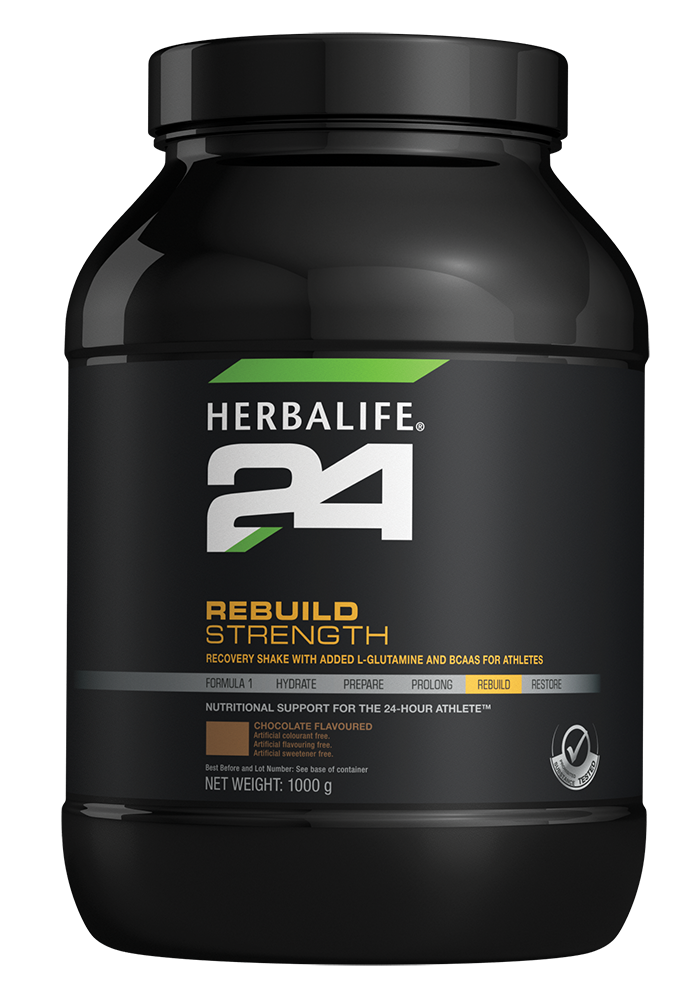 HERBALIFE®
24
REBUILD
STRENGTH
RECOVERY SHAKE WITH ADDED L-GLUTAMINE AND BCAAS FOR ATHLETES
FORMULA 1 HYDRATE PREPARE PROLONG REBUILD RESTORE
NUTRITIONAL SUPPORT FOR THE 24-HOUR ATHLETE™
CHOCOLATE FLAVOURED
Artificial colourant free.
Artificial flavouring free.
Artificial sweetener free.
Best Before and Lot Number: See base of container
NET WEIGHT: 1000 g
PROHIBITED
SUBSTANCE TESTED